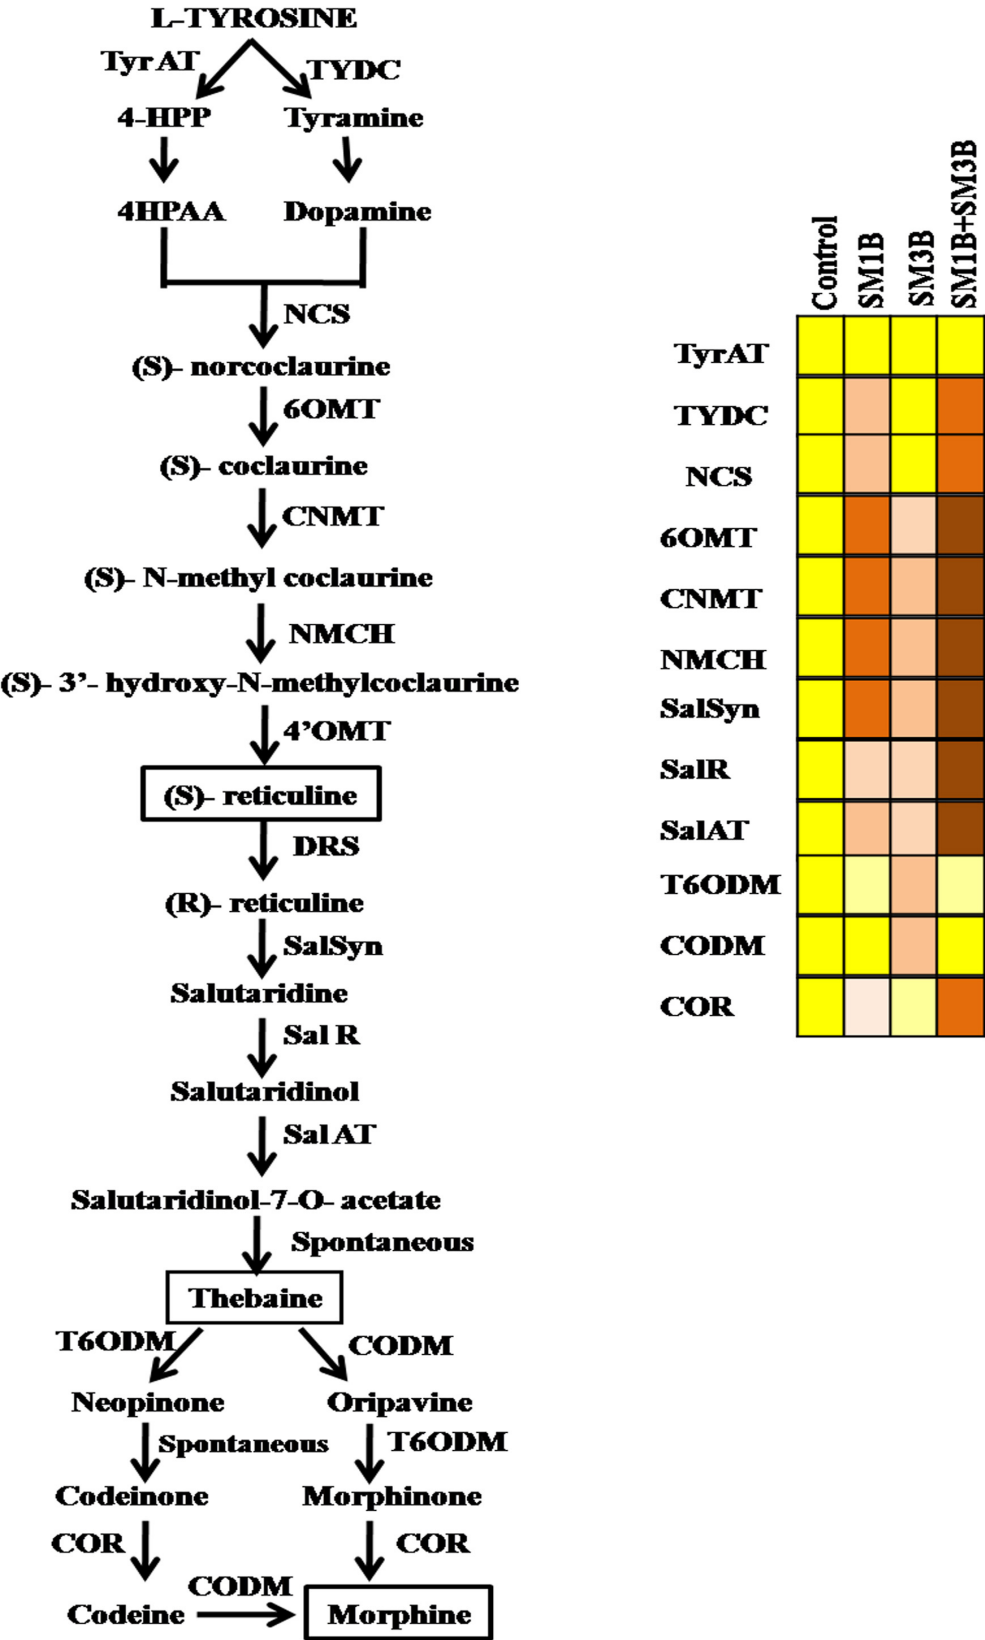 L-TYROSINE
Tyr AT
TYDC
4-HPP
Tyramine
4HPAA
Dopamine
NCS
(S)- norcoclaurine
6OMT
(S)- coclaurine
CNMT
(S)- N-methyl coclaurine
NMCH
(S)- 3’- hydroxy-N-methylcoclaurine
4’OMT
(S)- reticuline
DRS
(R)- reticuline
SalSyn
Salutaridine
Sal R
Salutaridinol
Sal AT
Salutaridinol-7-O- acetate
Spontaneous
Thebaine
T6ODM
CODM
Neopinone
Oripavine
Spontaneous
T6ODM
Codeinone
Morphinone
COR
COR
CODM
Codeine
Morphine
Control
SM1B
SM3B
SM1B+SM3B
TyrAT
TYDC
NCS
6OMT
CNMT
NMCH
SalSyn
SalR
SalAT
T6ODM
CODM
COR